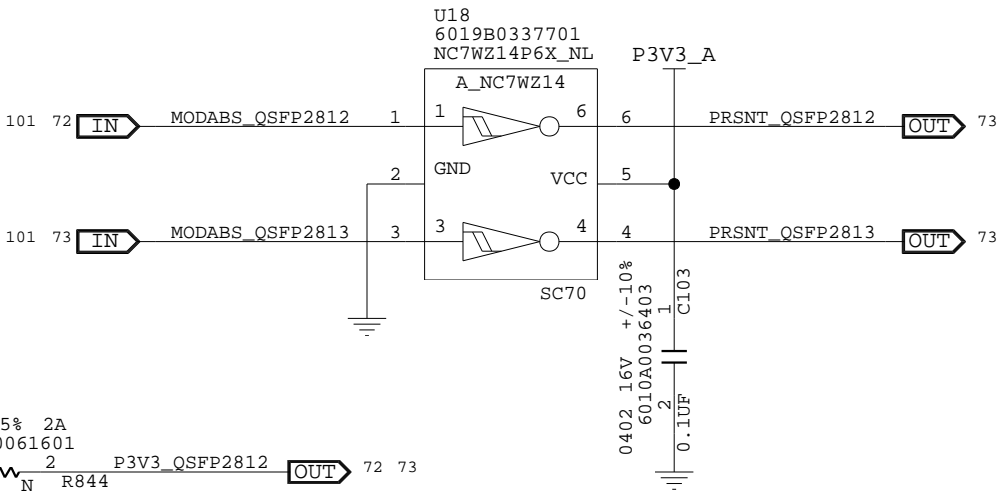 U18
6019B0337701
NC7WZ14P6X_NL
P3V3_A
A_NC7WZ14
101 72 IN MODABS_QSFP2812 1 1 6 6 PRSNT_QSFP2812 OUT 73
2 GND VCC 5
101 73 IN MODABS_QSFP2813 3 3 4 4 PRSNT_QSFP2813 OUT 73
SC70
0402 16V +/-10%
6010A0036403
1 2
C103
0.1UF
5% 2A
0061601
2 P3V3_QSFP2812 OUT 72 73
N R844